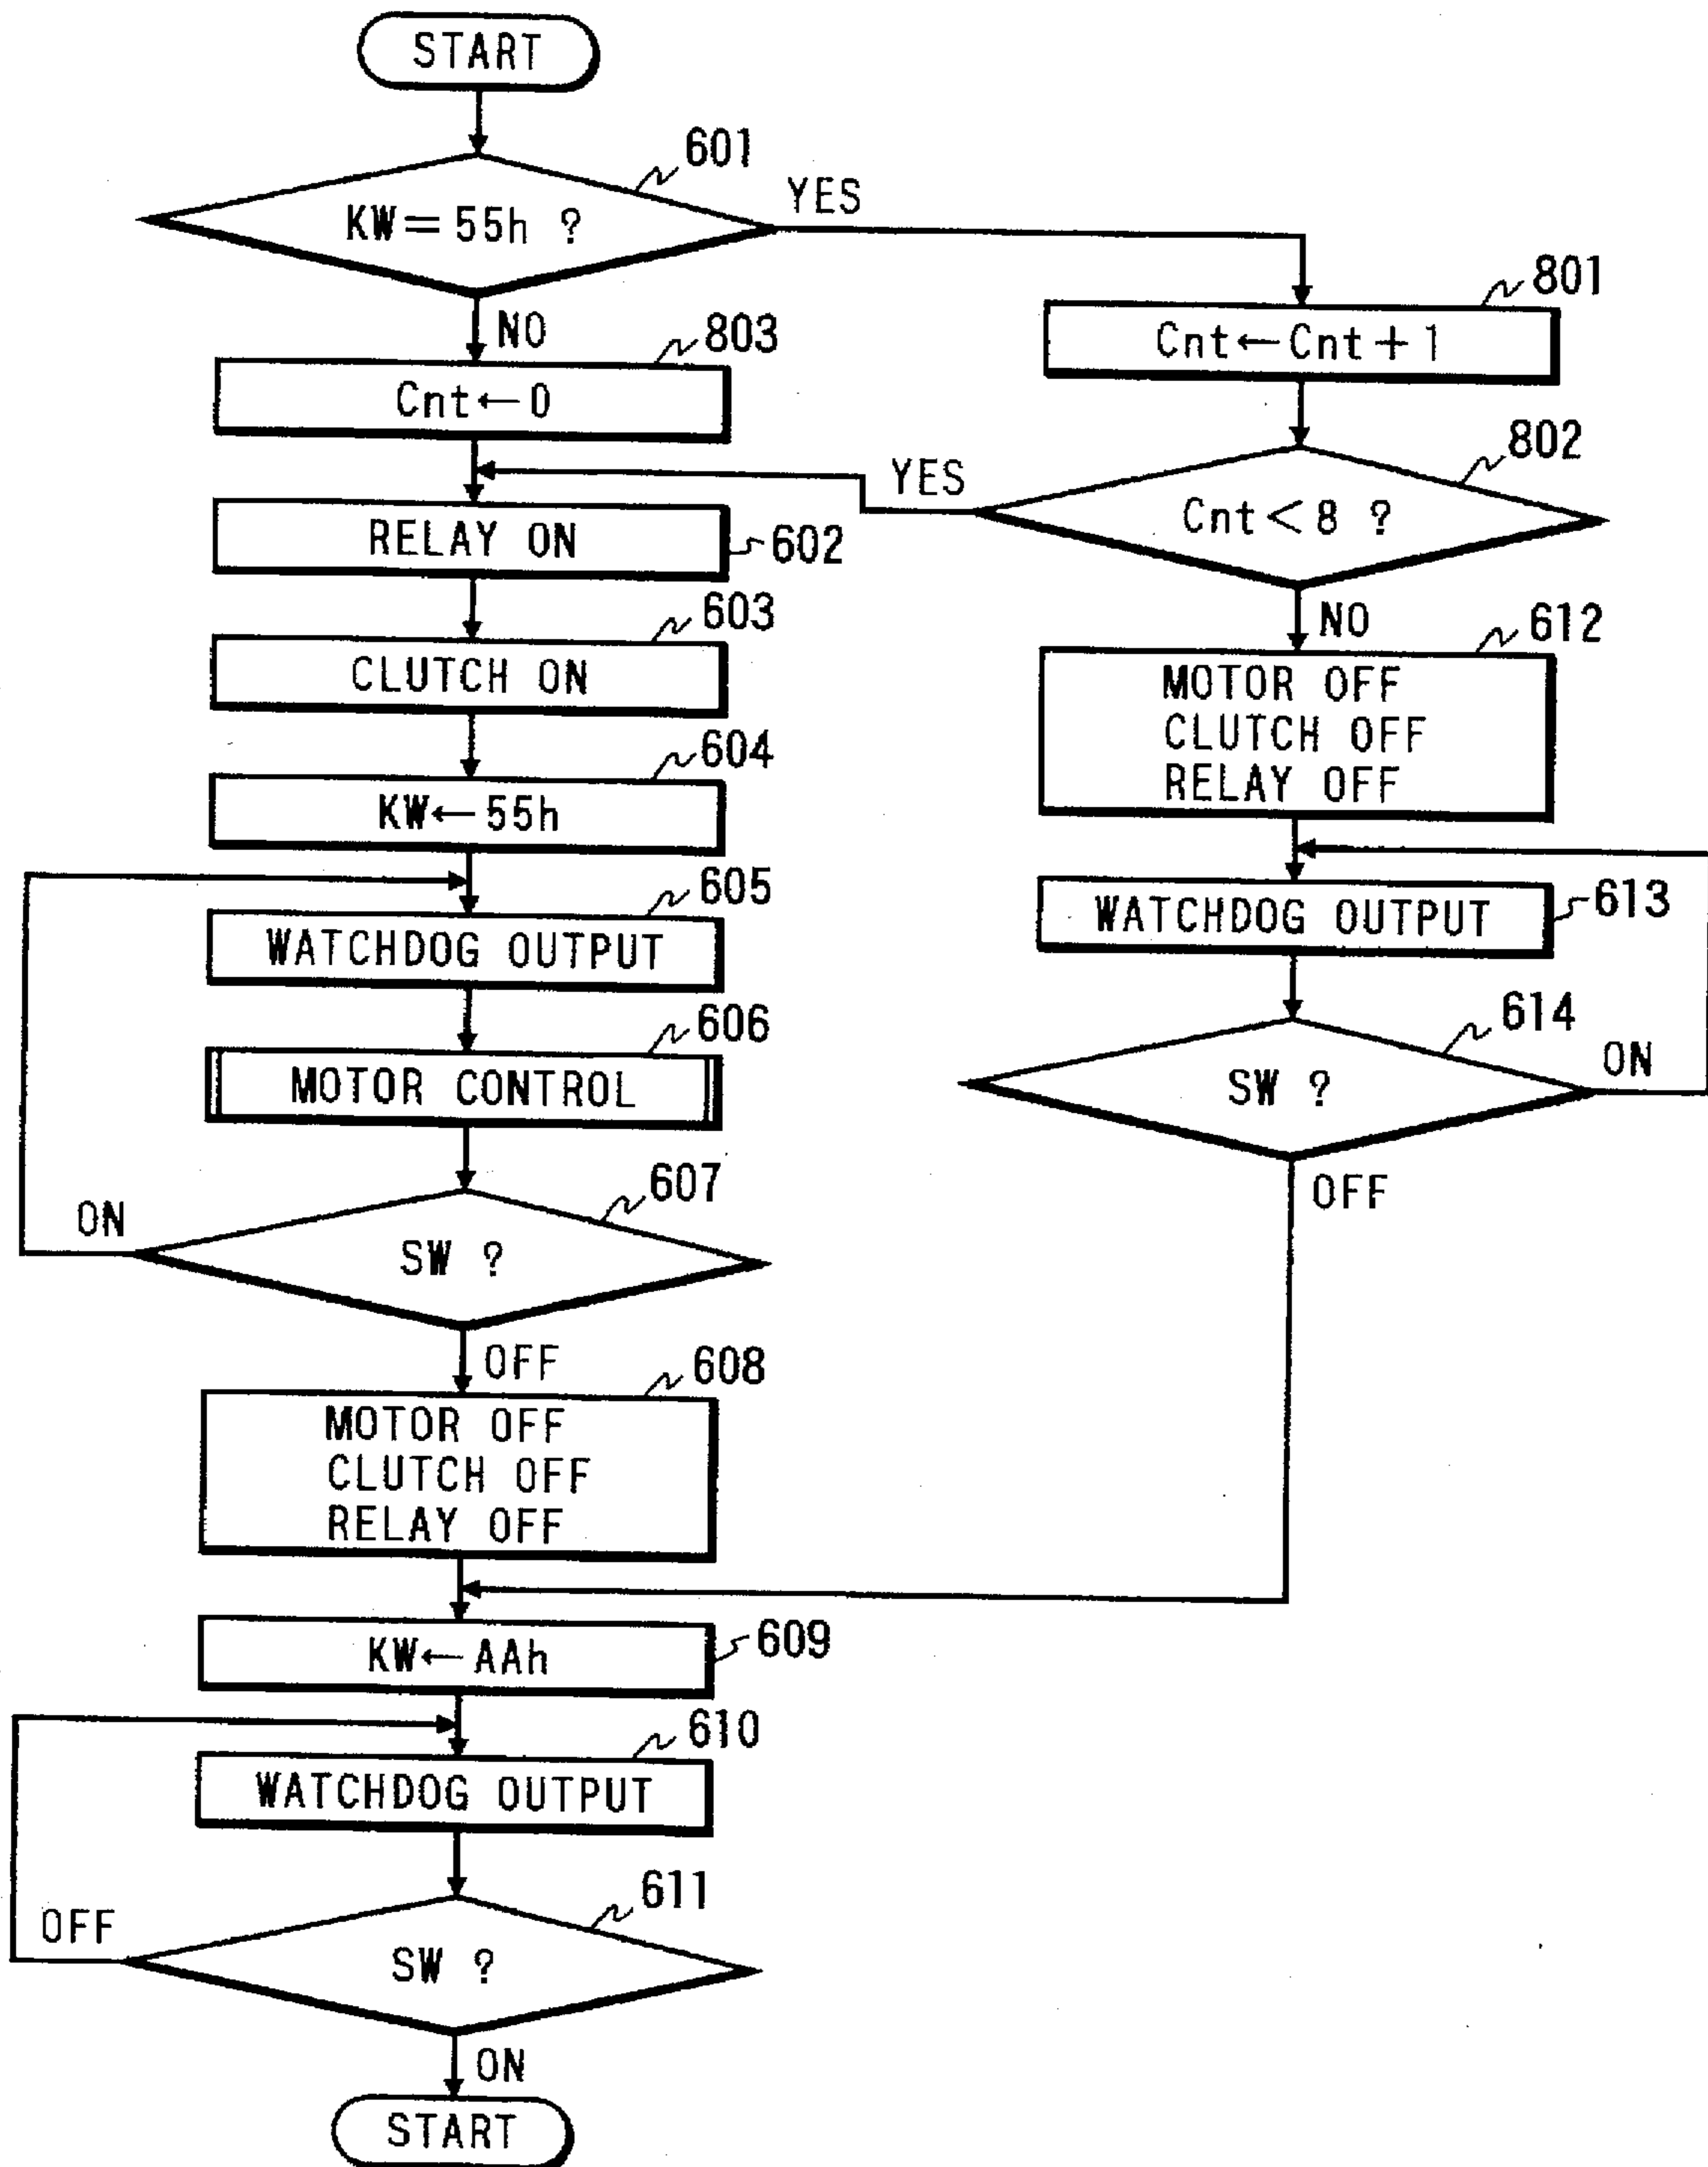 START
601
KW=55h ?
YES
NO
801
Cnt←Cnt+1
803
Cnt←0
802
Cnt<8 ?
YES
NO
RELAY ON
602
603
CLUTCH ON
612
MOTOR OFF
CLUTCH OFF
RELAY OFF
604
KW←55h
605
WATCHDOG OUTPUT
WATCHDOG OUTPUT
613
606
MOTOR CONTROL
614
SW ?
ON
OFF
607
SW ?
ON
OFF
608
MOTOR OFF
CLUTCH OFF
RELAY OFF
KW←AAh
609
610
WATCHDOG OUTPUT
611
SW ?
OFF
ON
START